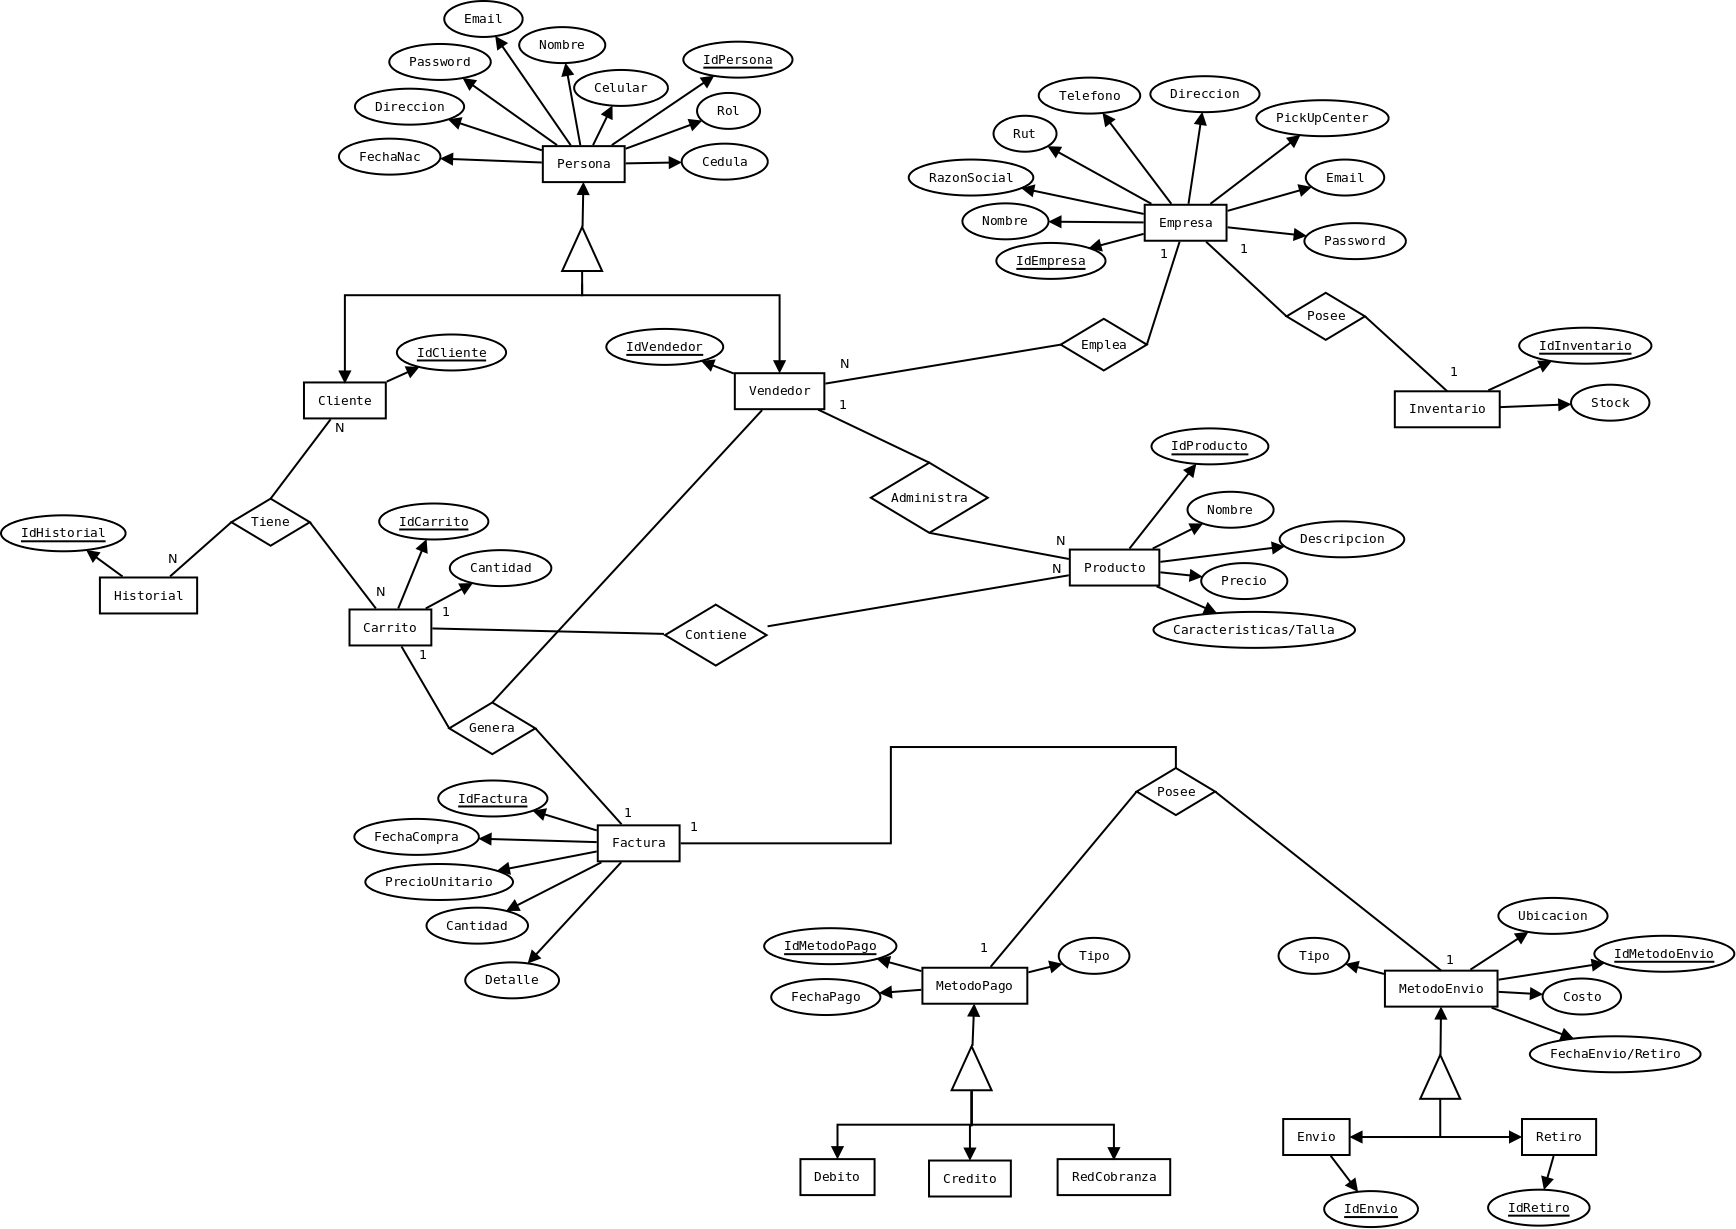 Email
Nombre
Password
IdPersona
Celular
Direccion
Rol
FechaNac
Persona
Cedula
Telefono
Direccion
PickUpCenter
Rut
RazonSocial
Email
Nombre
Empresa
Password
IdEmpresa
1
1
Posee
Emplea
IdInventario
N
1
Inventario
Stock
IdCliente
IdVendedor
Cliente
Vendedor
N
1
IdProducto
Administra
Nombre
Descripcion
N
N
Producto
Precio
Caracteristicas/Talla
Tiene
IdHistorial
N
Historial
IdCarrito
Cantidad
N
1
Carrito
Contiene
1
Genera
IdFactura
1
1
FechaCompra
Factura
PrecioUnitario
Cantidad
Detalle
Posee
1
1
IdMetodoPago
Tipo
MetodoPago
FechaPago
Ubicacion
Tipo
IdMetodoEnvio
MetodoEnvio
Costo
FechaEnvio/Retiro
Debito
Credito
RedCobranza
Envio
Retiro
IdEnvio
IdRetiro